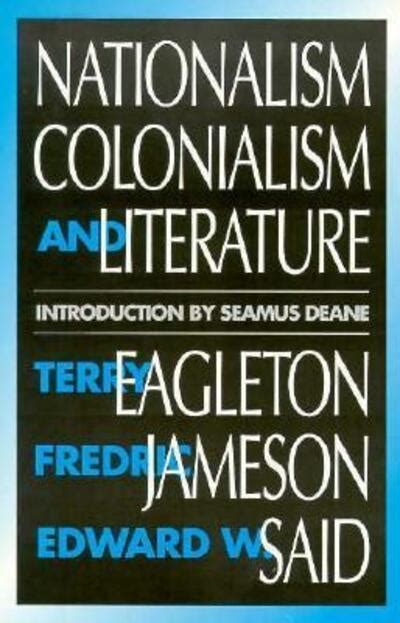 NATIONALISM
COLONIALISM
AND LITERATURE
INTRODUCTION BY SEAMUS DEANE
TERRY EAGLETON
FREDRIC JAMESON
EDWARD W. SAID